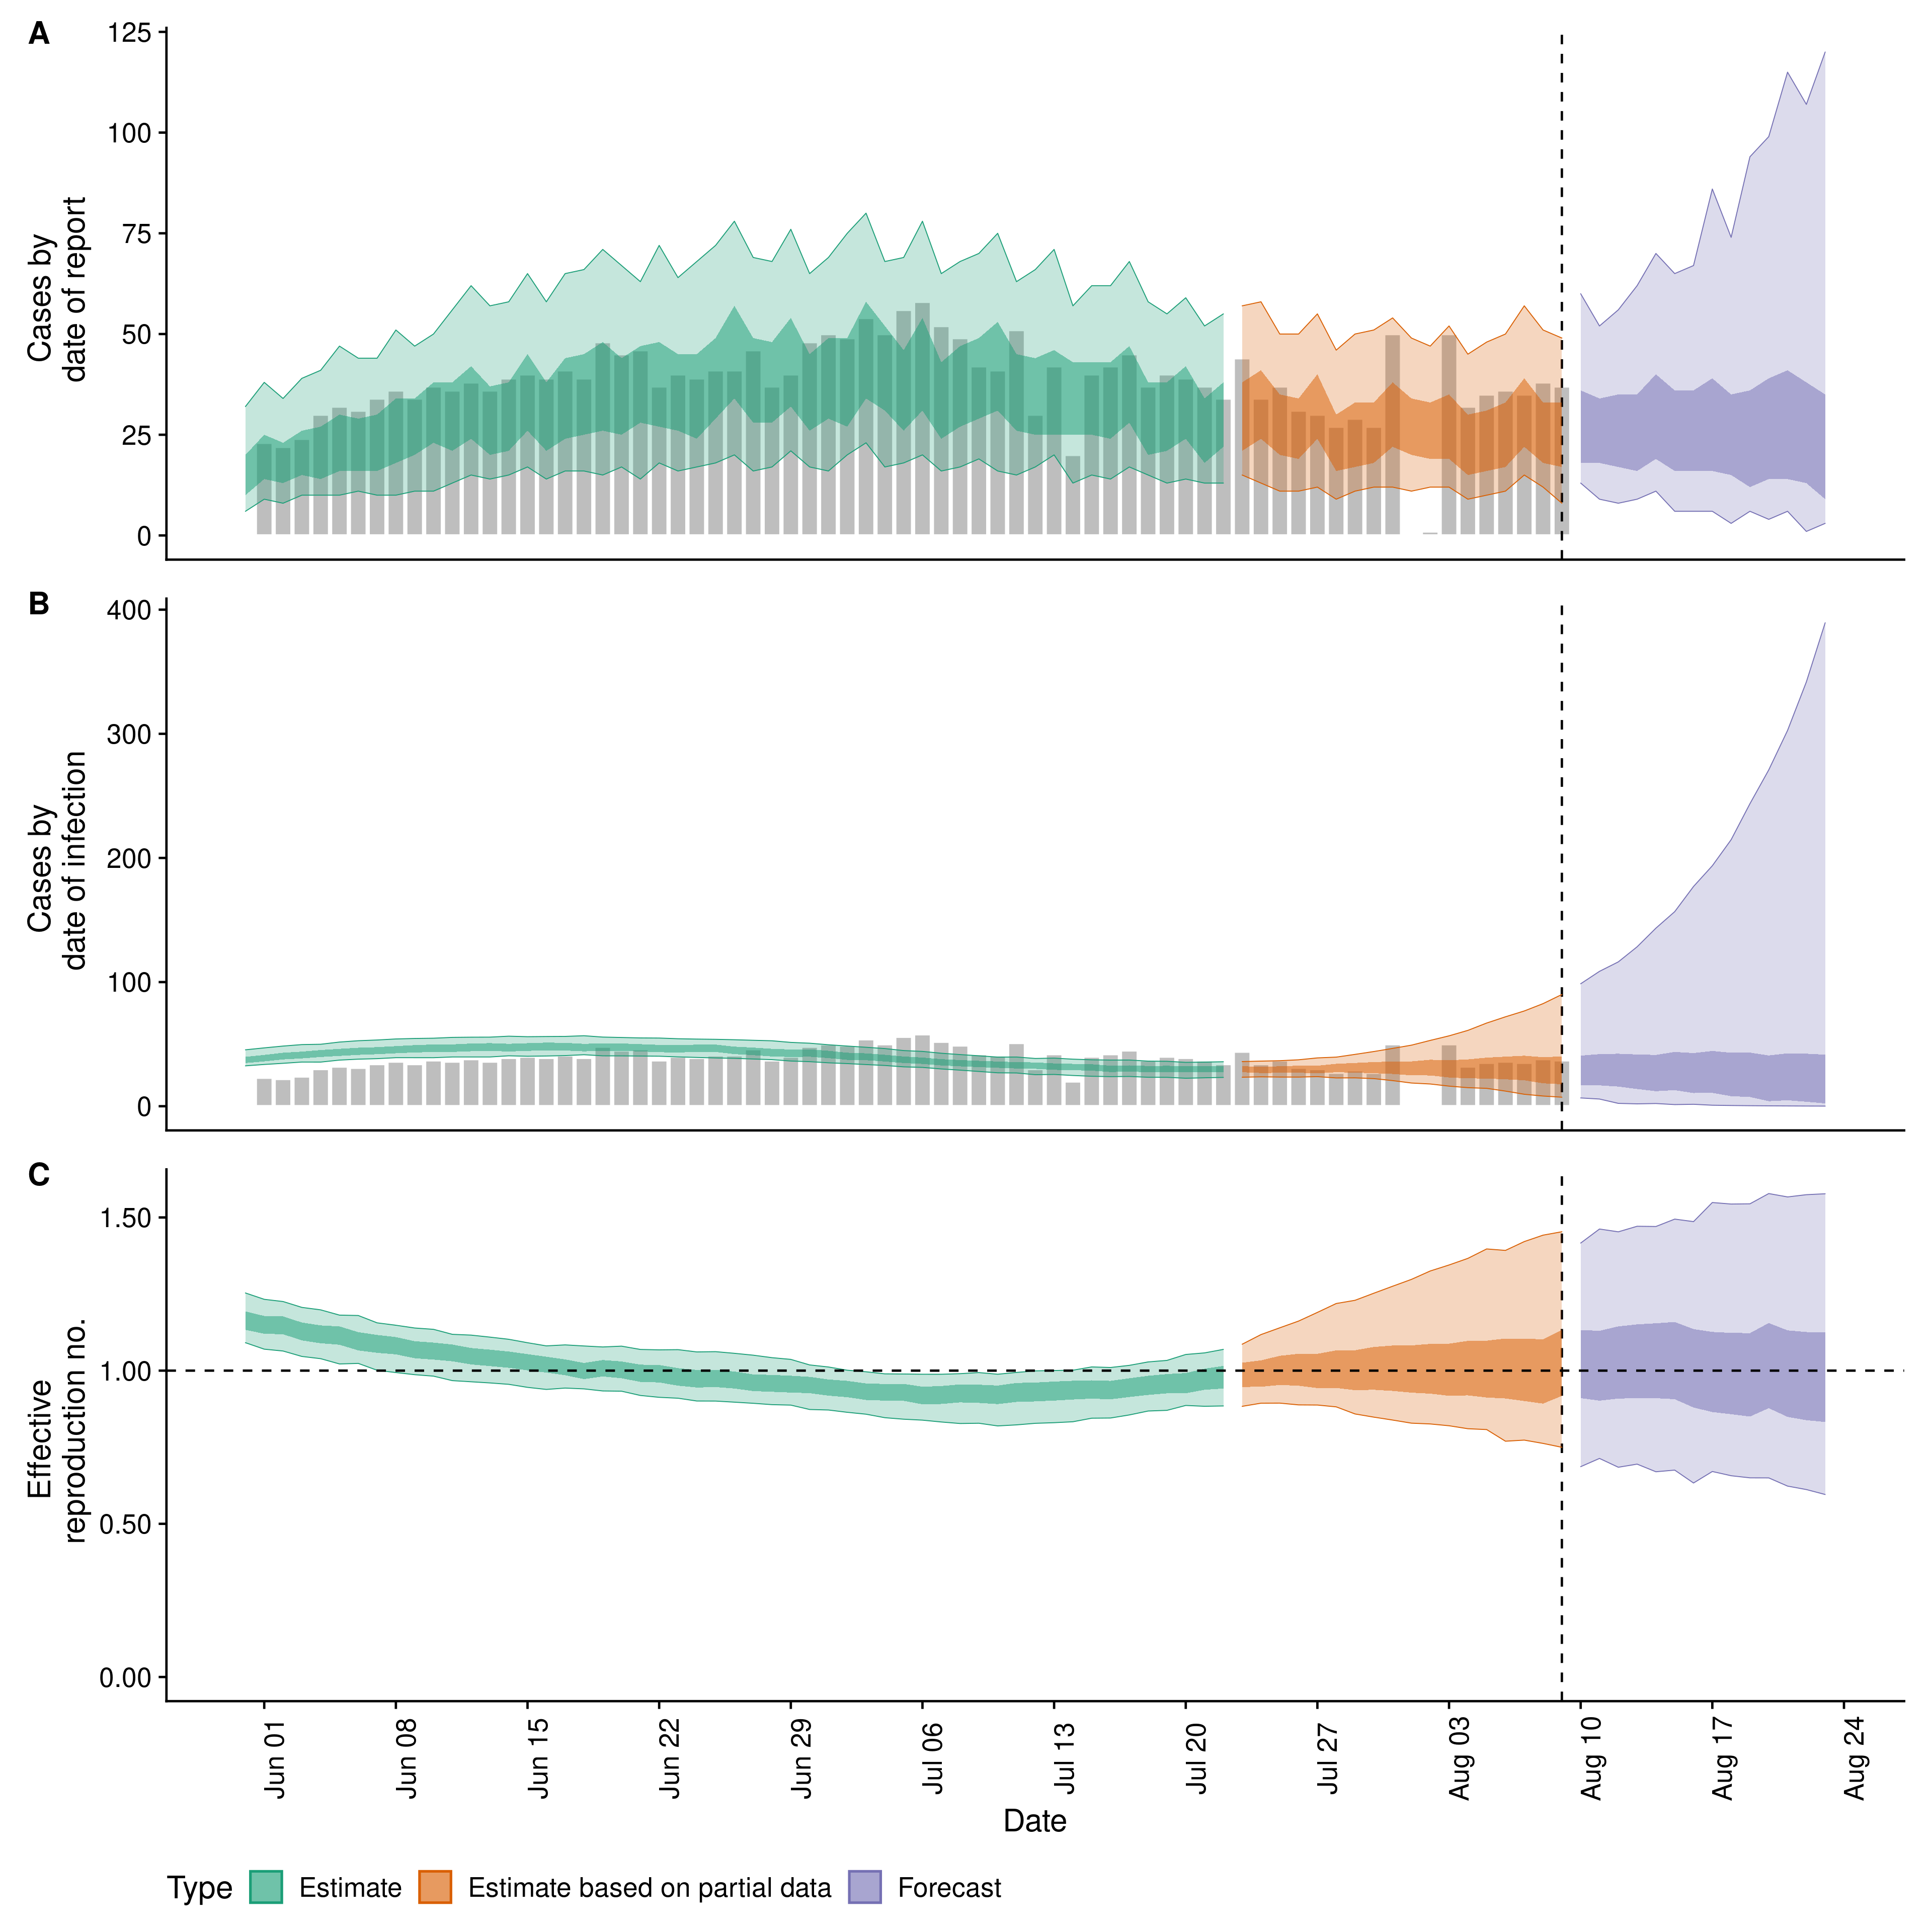 A
Cases by
date of report
125
100
75
50
25
0
B
Cases by
date of infection
400
300
200
100
0
C
Effective
reproduction no.
1.50
1.00
0.50
0.00
Jun 01
Jun 08
Jun 15
Jun 22
Jun 29
Jul 06
Jul 13
Jul 20
Jul 27
Aug 03
Aug 10
Aug 17
Aug 24
Date
Type
Estimate
Estimate based on partial data
Forecast